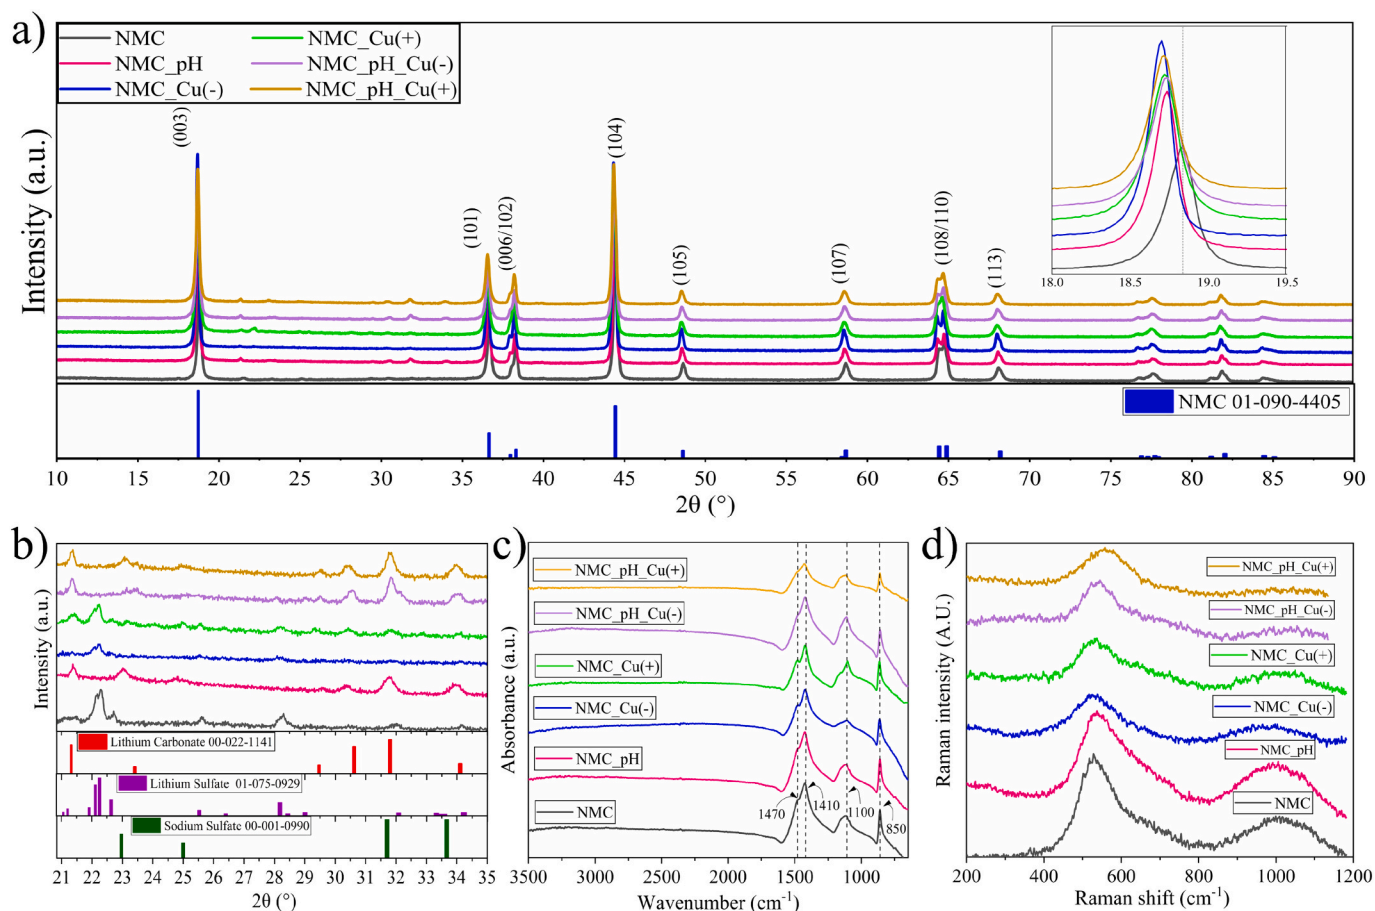 a)
NMC
NMC_pH
NMC_Cu(-)
NMC_Cu(+)
NMC_pH_Cu(-)
NMC_pH_Cu(+)
(003)
(101)
(006/102)
(104)
(105)
(107)
(108/110)
(113)
18.0 18.5 19.0 19.5
Intensity (a.u.)
NMC 01-090-4405
10 15 20 25 30 35 40 45 50 55 60 65 70 75 80 85 90
2θ (°)
b)
Intensity (a.u.)
Lithium Carbonate 00-022-1141
Lithium Sulfate 01-075-0929
Sodium Sulfate 00-001-0990
21 22 23 24 25 26 27 28 29 30 31 32 33 34 35
2θ (°)
c)
Absorbance (a.u.)
NMC_pH_Cu(+)
NMC_pH_Cu(-)
NMC_Cu(+)
NMC_Cu(-)
NMC_pH
NMC
1470
1410
1100
850
3500 3000 2500 2000 1500 1000
Wavenumber (cm-1)
d)
Raman intensity (A.U.)
NMC_pH_Cu(+)
NMC_pH_Cu(-)
NMC_Cu(+)
NMC_Cu(-)
NMC_pH
NMC
200 400 600 800 1000 1200
Raman shift (cm-1)